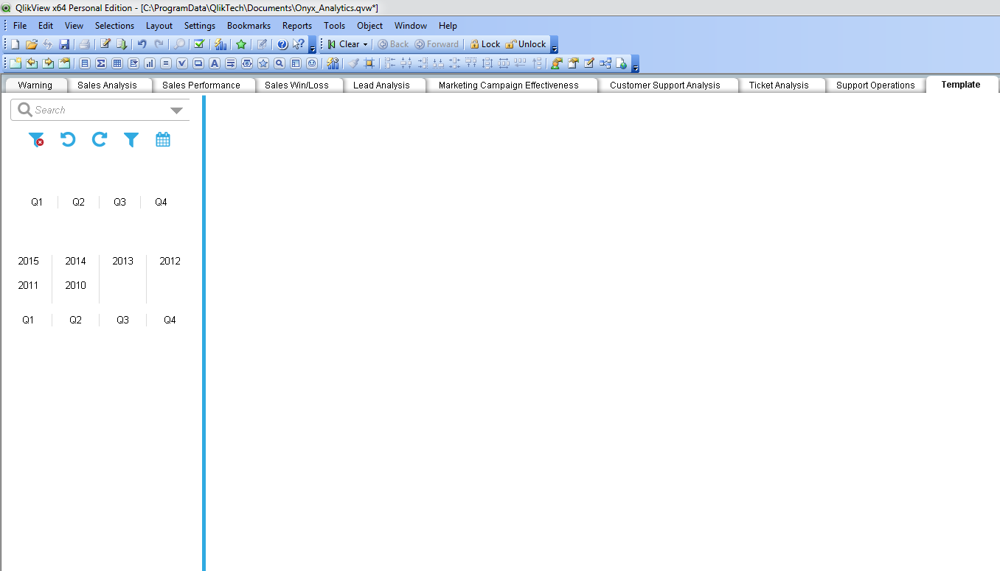 QlikView x64 Personal Edition - [C:\ProgramData\QlikTech\Documents\Onyx_Analytics.qvw*]
File Edit View Selections Layout Settings Bookmarks Reports Tools Object Window Help
Clear Back Forward Lock Unlock
Warning Sales Analysis Sales Performance Sales Win/Loss Lead Analysis Marketing Campaign Effectiveness Customer Support Analysis Ticket Analysis Support Operations Template
Search
Q1 Q2 Q3 Q4
2015 2014 2013 2012
2011 2010
Q1 Q2 Q3 Q4